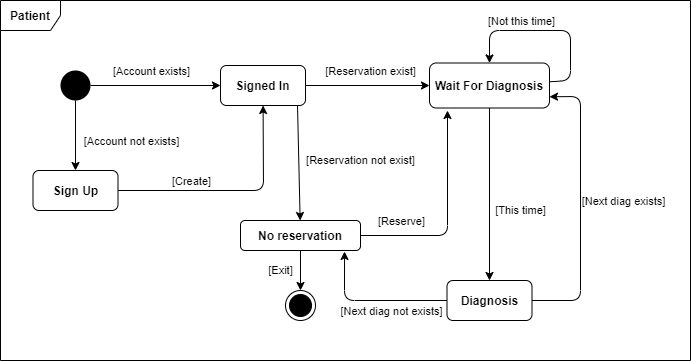 Patient
[Not this time]
[Account exists]
Signed In
[Reservation exist]
Wait For Diagnosis
[Account not exists]
[Reservation not exist]
Sign Up
[Create]
[Next diag exists]
[This time]
[Reserve]
No reservation
[Exit]
Diagnosis
[Next diag not exists]